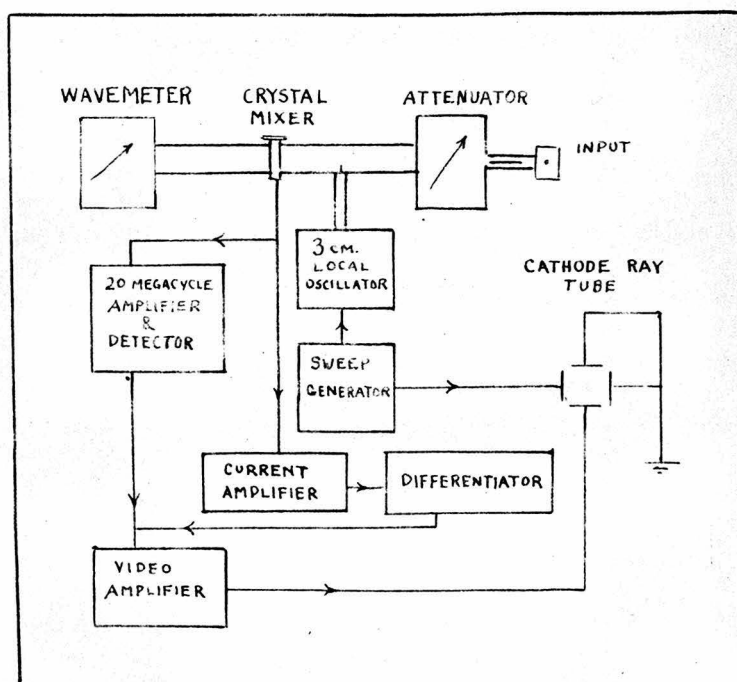 WAVEMETER
CRYSTAL
MIXER
ATTENUATOR
INPUT
3 CM.
LOCAL
OSCILLATOR
20 MEGACYCLE
AMPLIFIER
&
DETECTOR
CATHODE RAY
TUBE
SWEEP
GENERATOR
CURRENT
AMPLIFIER
DIFFERENTIATOR
VIDEO
AMPLIFIER